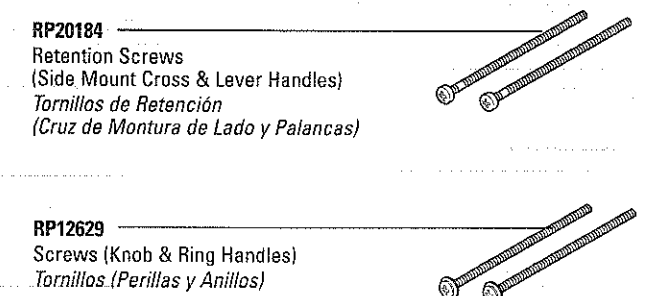 RP20184
Retention Screws
(Side Mount Cross & Lever Handles)
Tornillos de Retención
(Cruz de Montura de Lado y Palancas)
RP12629
Screws (Knob & Ring Handles)
Tornillos (Perillas y Anillos)